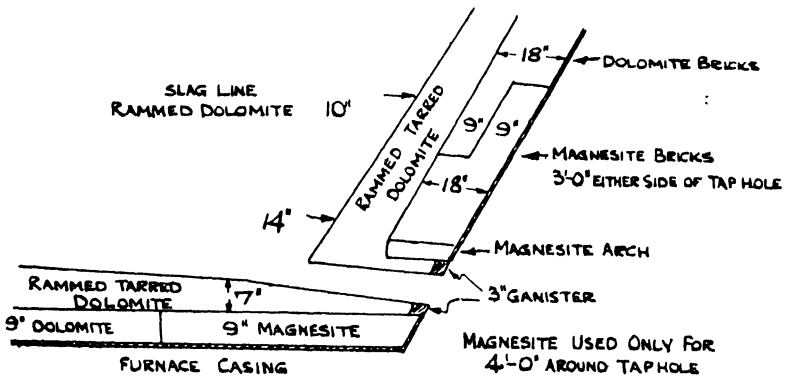 18"
DOLOMITE BRICKS
SLAG LINE
RAMMED DOLOMITE 10"
RAMMED TARRED
DOLOMITE
9" 9"
MAGNESITE BRICKS
3'-0" EITHER SIDE OF TAP HOLE
18"
14"
MAGNESITE ARCH
RAMMED TARRED
DOLOMITE
7"
3" GANISTER
9" DOLOMITE
9" MAGNESITE
MAGNESITE USED ONLY FOR
4'-0" AROUND TAPHOLE
FURNACE CASING